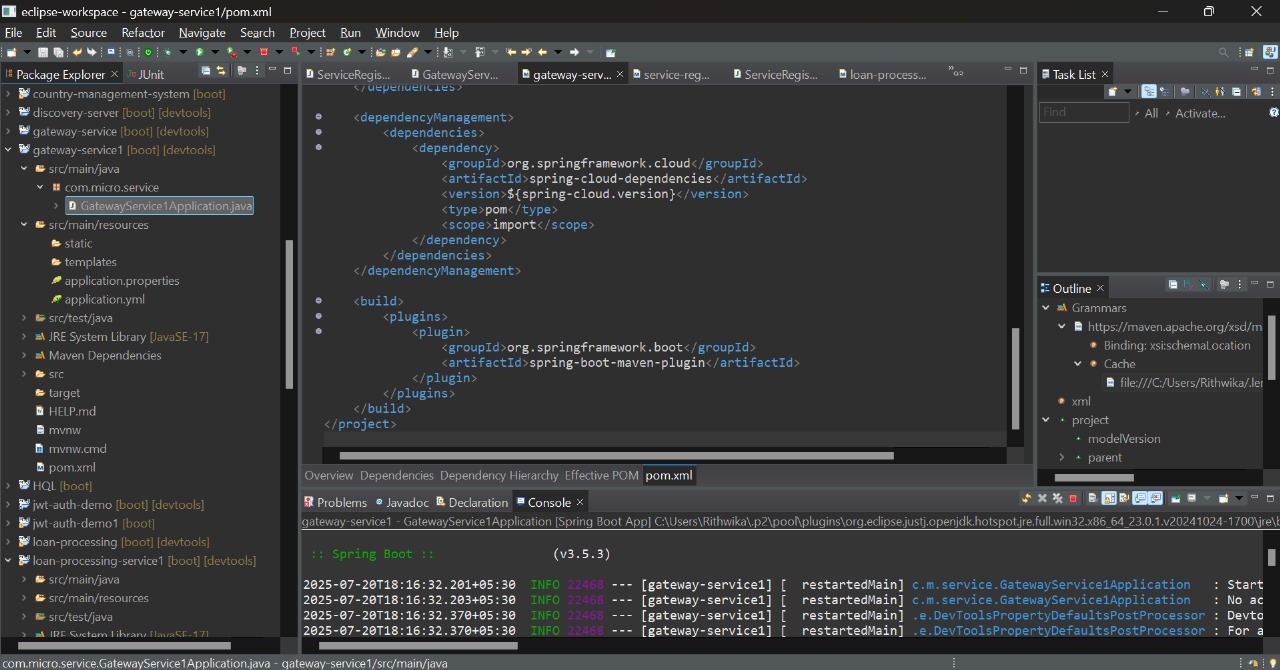 eclipse-workspace - gateway-service1/pom.xml
File Edit Source Refactor Navigate Search Project Run Window Help
Package Explorer
JUnit
country-management-system [boot]
discovery-server [boot] [devtools]
gateway-service [boot] [devtools]
gateway-service1 [boot] [devtools]
src/main/java
com.micro.service
GatewayService1Application.java
src/main/resources
static
templates
application.properties
application.yml
src/test/java
JRE System Library [JavaSE-17]
Maven Dependencies
src
target
HELP.md
mvnw
mvnw.cmd
pom.xml
HQL [boot]
jwt-auth-demo [boot] [devtools]
jwt-auth-demo1 [boot]
loan-processing [boot] [devtools]
loan-processing-service1 [boot] [devtools]
src/main/java
src/main/resources
src/test/java
JRE System Library [JavaSE-17]
ServiceRegis... GatewayServ... gateway-serv... service-reg... ServiceRegis... loan-process...
</dependencies>
<dependencyManagement>
<dependencies>
<dependency>
<groupId>org.springframework.cloud</groupId>
<artifactId>spring-cloud-dependencies</artifactId>
<version>${spring-cloud.version}</version>
<type>pom</type>
<scope>import</scope>
</dependency>
</dependencies>
</dependencyManagement>
<build>
<plugins>
<plugin>
<groupId>org.springframework.boot</groupId>
<artifactId>spring-boot-maven-plugin</artifactId>
</plugin>
</plugins>
</build>
</project>
Overview Dependencies Dependency Hierarchy Effective POM pom.xml
Task List
Find All Activate...
Outline
Grammars
https://maven.apache.org/xsd/m
Binding: xsi:schemaLocation
Cache
file:///C:/Users/Rithwika/.ler
xml
project
modelVersion
parent
Problems Javadoc Declaration Console
gateway-service1 - GatewayService1Application [Spring Boot App] C:\Users\Rithwika\.p2\pool\plugins\org.eclipse.justj.openjdk.hotspot.jre.full.win32.x86_64_23.0.1.v20241024-1700\jre\b
:: Spring Boot :: (v3.5.3)
2025-07-20T18:16:32.201+05:30 INFO 22468 --- [gateway-service1] [ restartedMain] c.m.service.GatewayService1Application : Start
2025-07-20T18:16:32.203+05:30 INFO 22468 --- [gateway-service1] [ restartedMain] c.m.service.GatewayService1Application : No ac
2025-07-20T18:16:32.370+05:30 INFO 22468 --- [gateway-service1] [ restartedMain] .e.DevToolsPropertyDefaultsPostProcessor : Devto
2025-07-20T18:16:32.370+05:30 INFO 22468 --- [gateway-service1] [ restartedMain] .e.DevToolsPropertyDefaultsPostProcessor : For a
com.micro.service.GatewayService1Application.java - gateway-service1/src/main/java